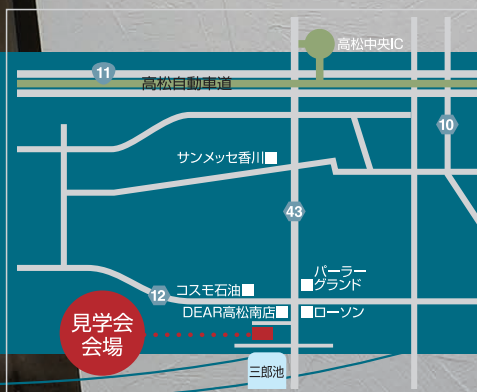 高松中央IC
11
高松自動車道
10
サンメッセ香川
43
パーラー
グランド
12
コスモ石油
DEAR高松南店
ローソン
見学会
会場
三郎池